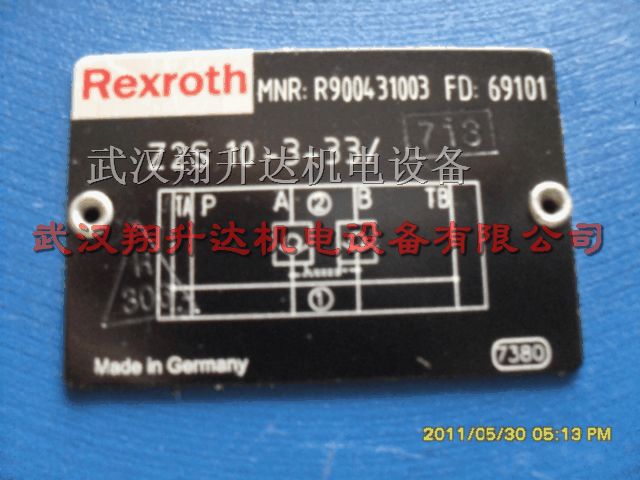 Rexroth MNR: R900431003 FD: 69101
Z2S 10-3-33/ 7i3
武汉翔升达机电设备
TA P A ② B TB
武汉翔升达机电设备有限公司
①
Made in Germany 7380
2011/05/30 05:13 PM